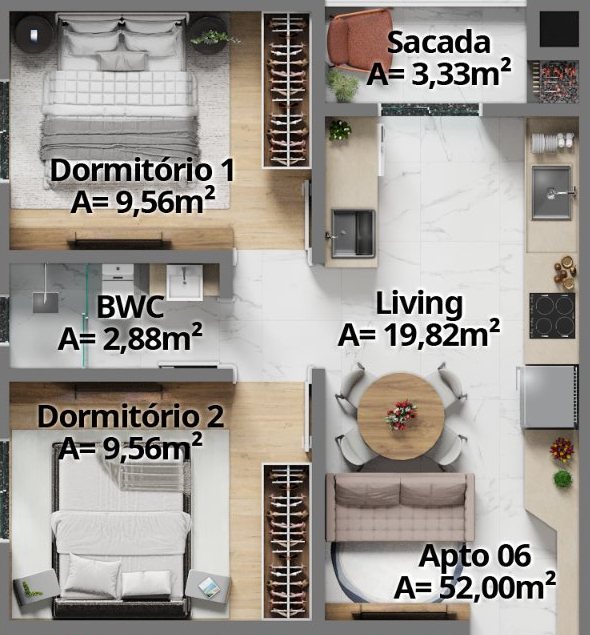 Sacada
A= 3,33m²
Dormitório 1
A= 9,56m²
BWC
A= 2,88m²
Living
A= 19,82m²
Dormitório 2
A= 9,56m²
Apto 06
A= 52,00m²